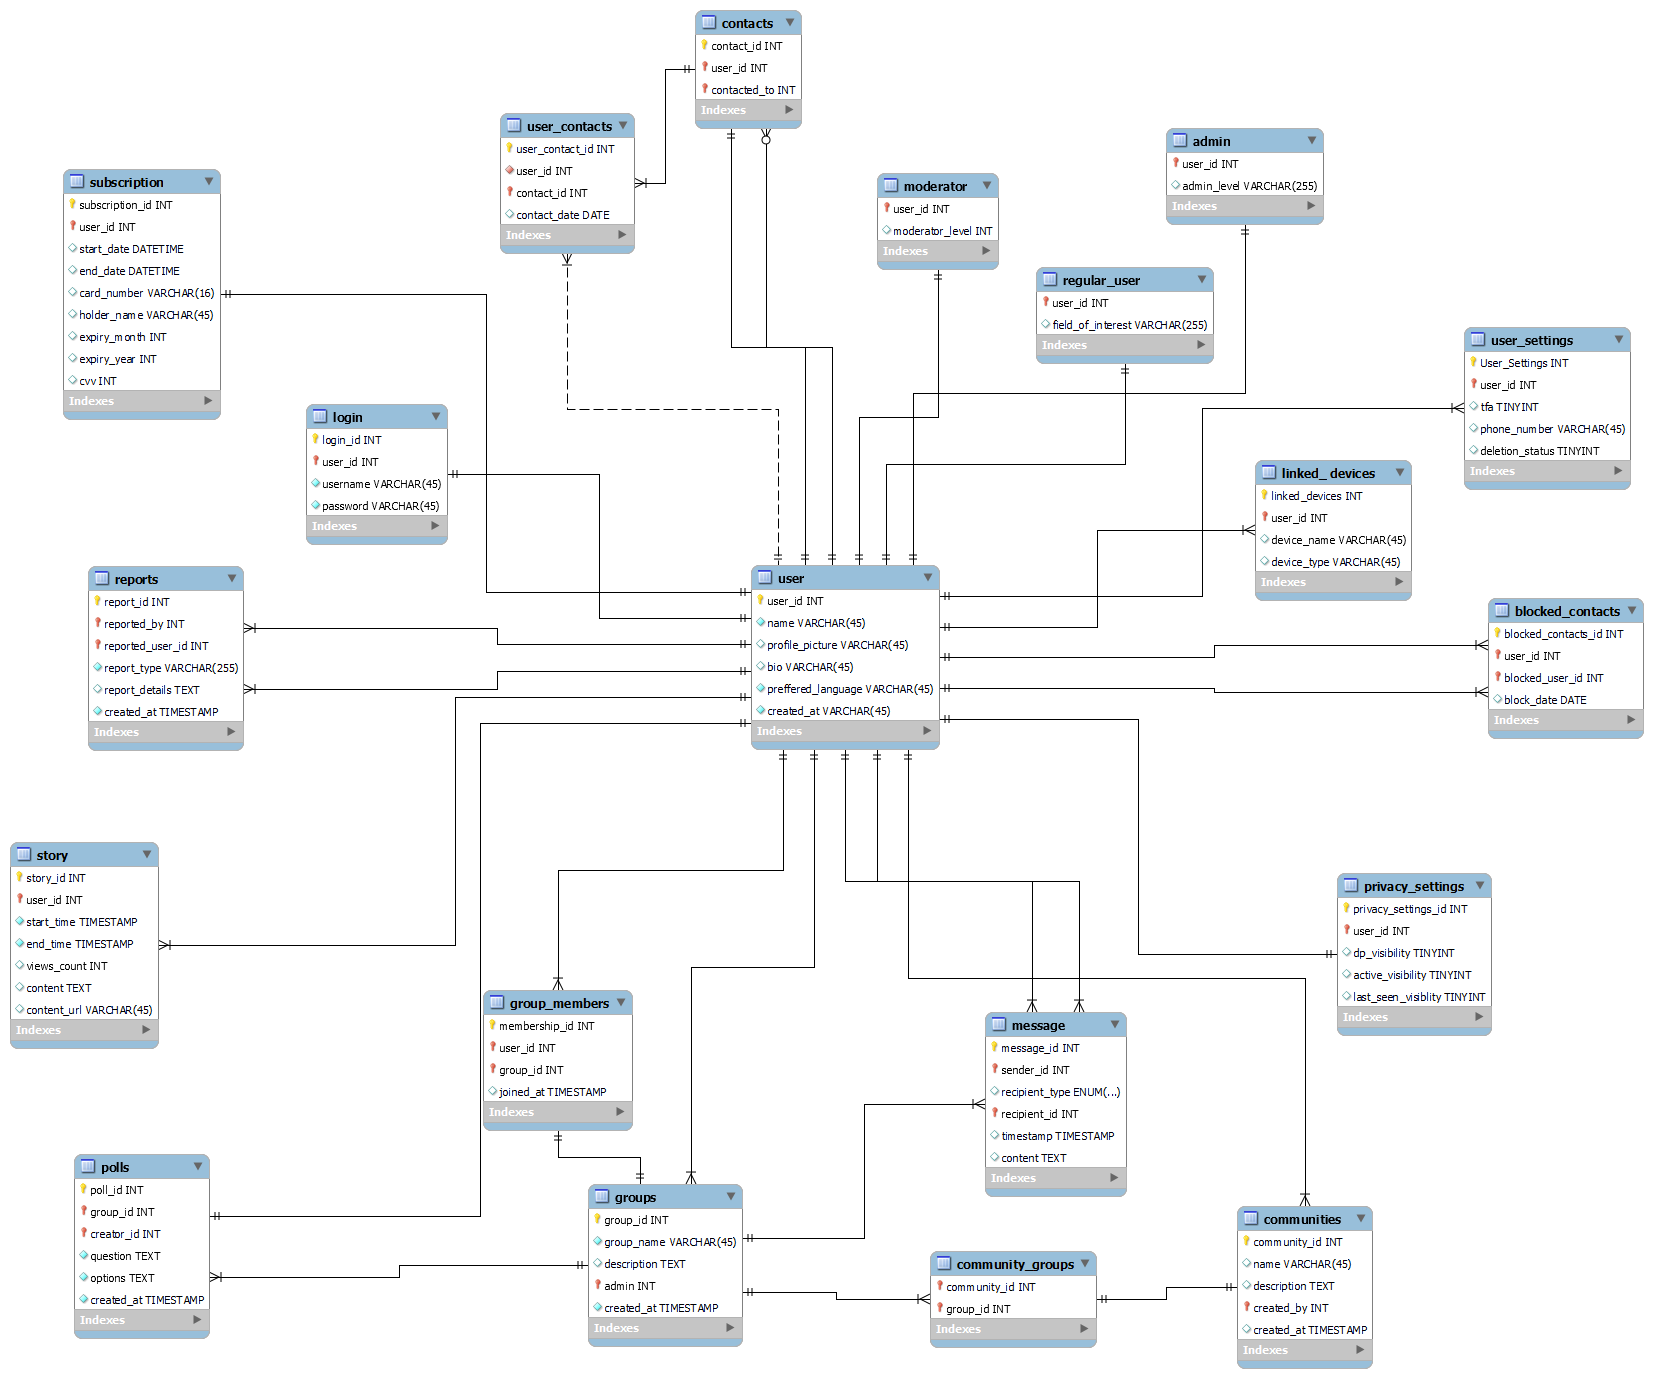 contacts
contact_id INT
user_id INT
contacted_to INT
Indexes
user_contacts
user_contact_id INT
user_id INT
contact_id INT
contact_date DATE
Indexes
admin
user_id INT
admin_level VARCHAR(255)
Indexes
subscription
subscription_id INT
user_id INT
start_date DATETIME
end_date DATETIME
card_number VARCHAR(16)
holder_name VARCHAR(45)
expiry_month INT
expiry_year INT
cvv INT
Indexes
moderator
user_id INT
moderator_level INT
Indexes
regular_user
user_id INT
field_of_interest VARCHAR(255)
Indexes
user_settings
User_Settings INT
user_id INT
tfa TINYINT
phone_number VARCHAR(45)
deletion_status TINYINT
Indexes
login
login_id INT
user_id INT
username VARCHAR(45)
password VARCHAR(45)
Indexes
linked_ devices
linked_devices INT
user_id INT
device_name VARCHAR(45)
device_type VARCHAR(45)
Indexes
reports
report_id INT
reported_by INT
reported_user_id INT
report_type VARCHAR(255)
report_details TEXT
created_at TIMESTAMP
Indexes
user
user_id INT
name VARCHAR(45)
profile_picture VARCHAR(45)
bio VARCHAR(45)
preffered_language VARCHAR(45)
created_at VARCHAR(45)
Indexes
blocked_contacts
blocked_contacts_id INT
user_id INT
blocked_user_id INT
block_date DATE
Indexes
story
story_id INT
user_id INT
start_time TIMESTAMP
end_time TIMESTAMP
views_count INT
content TEXT
content_url VARCHAR(45)
Indexes
privacy_settings
privacy_settings_id INT
user_id INT
dp_visibility TINYINT
active_visibility TINYINT
last_seen_visiblity TINYINT
Indexes
group_members
membership_id INT
user_id INT
group_id INT
joined_at TIMESTAMP
Indexes
message
message_id INT
sender_id INT
recipient_type ENUM(...)
recipient_id INT
timestamp TIMESTAMP
content TEXT
Indexes
polls
poll_id INT
group_id INT
creator_id INT
question TEXT
options TEXT
created_at TIMESTAMP
Indexes
groups
group_id INT
group_name VARCHAR(45)
description TEXT
admin INT
created_at TIMESTAMP
Indexes
community_groups
community_id INT
group_id INT
Indexes
communities
community_id INT
name VARCHAR(45)
description TEXT
created_by INT
created_at TIMESTAMP
Indexes